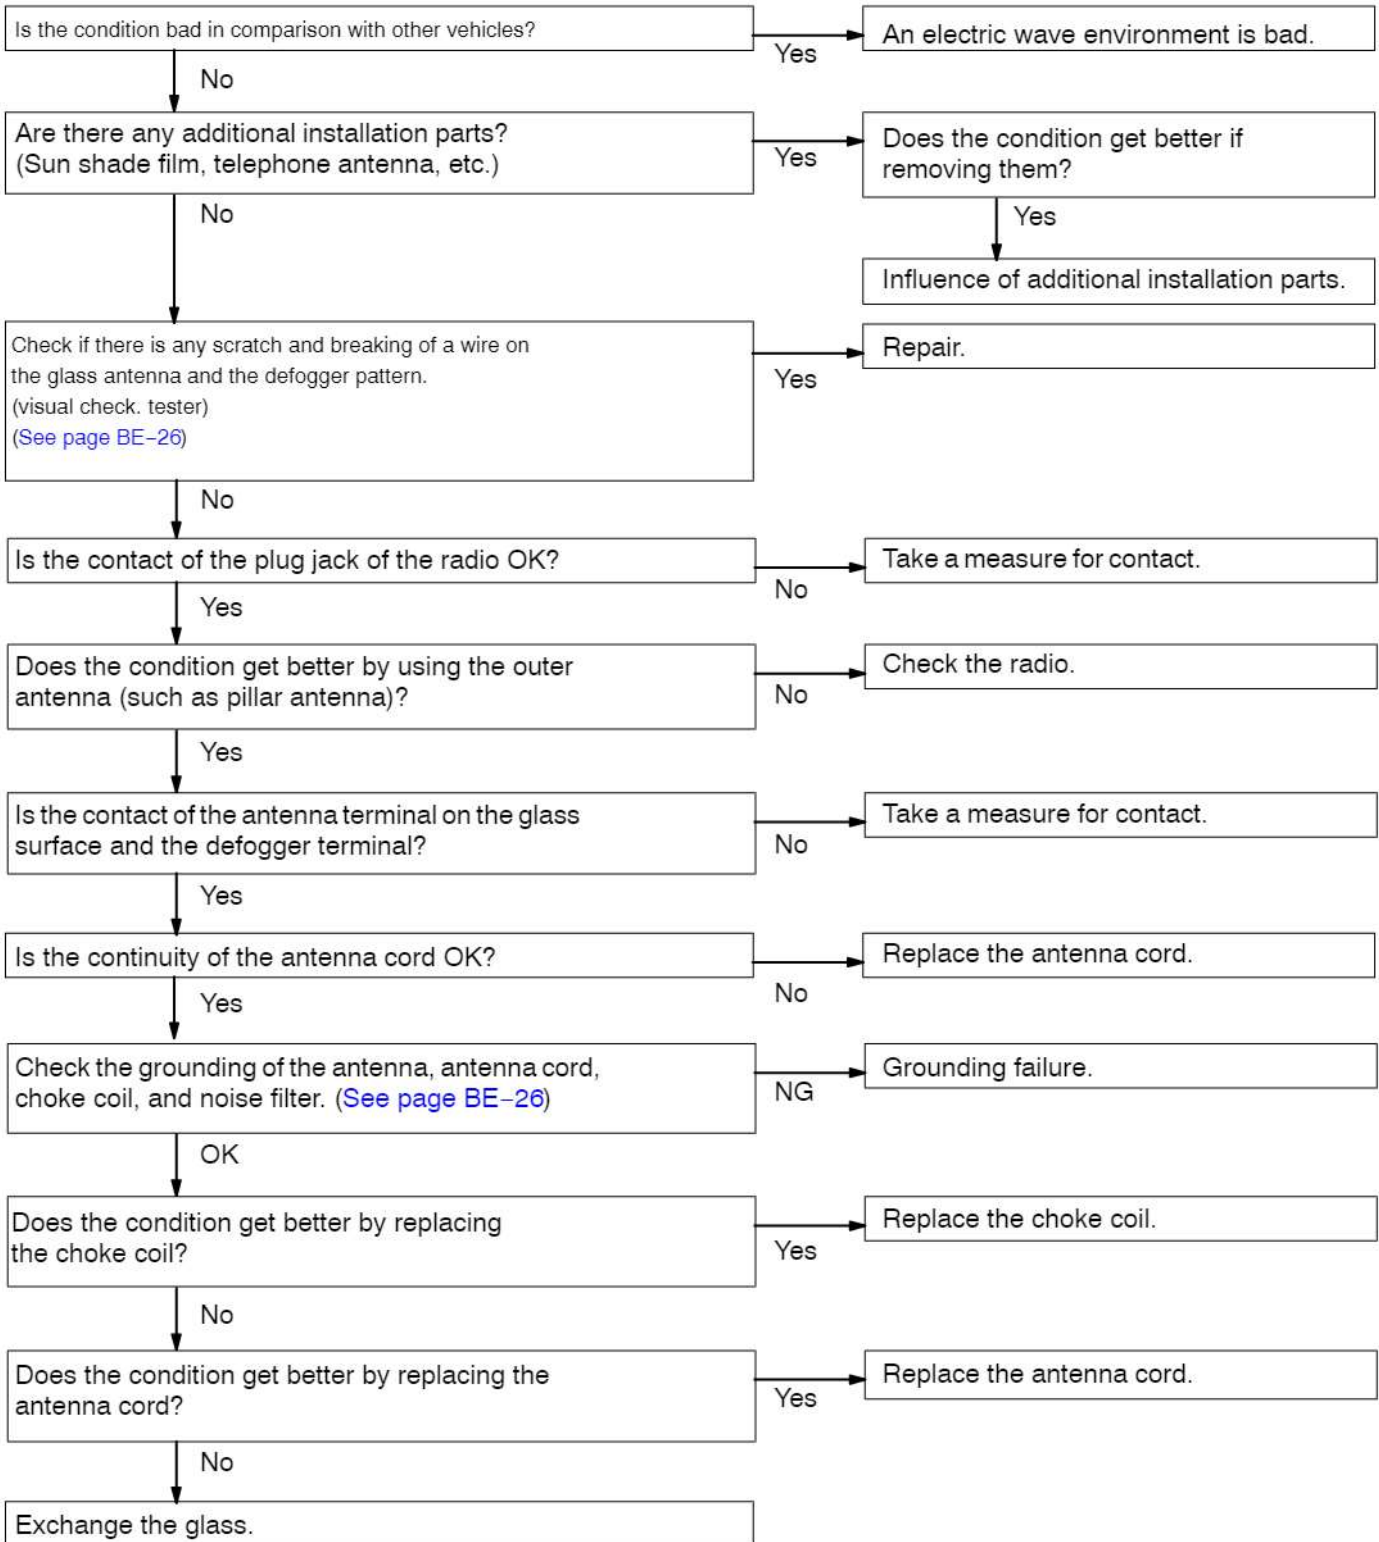 Is the condition bad in comparison with other vehicles?
Yes
An electric wave environment is bad.
No
Are there any additional installation parts?
(Sun shade film, telephone antenna, etc.)
Yes
Does the condition get better if
removing them?
No
Yes
Influence of additional installation parts.
Check if there is any scratch and breaking of a wire on
the glass antenna and the defogger pattern.
(visual check. tester)
(See page BE–26)
Yes
Repair.
No
Is the contact of the plug jack of the radio OK?
No
Take a measure for contact.
Yes
Does the condition get better by using the outer
antenna (such as pillar antenna)?
No
Check the radio.
Yes
Is the contact of the antenna terminal on the glass
surface and the defogger terminal?
No
Take a measure for contact.
Yes
Is the continuity of the antenna cord OK?
No
Replace the antenna cord.
Yes
Check the grounding of the antenna, antenna cord,
choke coil, and noise filter. (See page BE–26)
NG
Grounding failure.
OK
Does the condition get better by replacing
the choke coil?
Yes
Replace the choke coil.
No
Does the condition get better by replacing the
antenna cord?
Yes
Replace the antenna cord.
No
Exchange the glass.